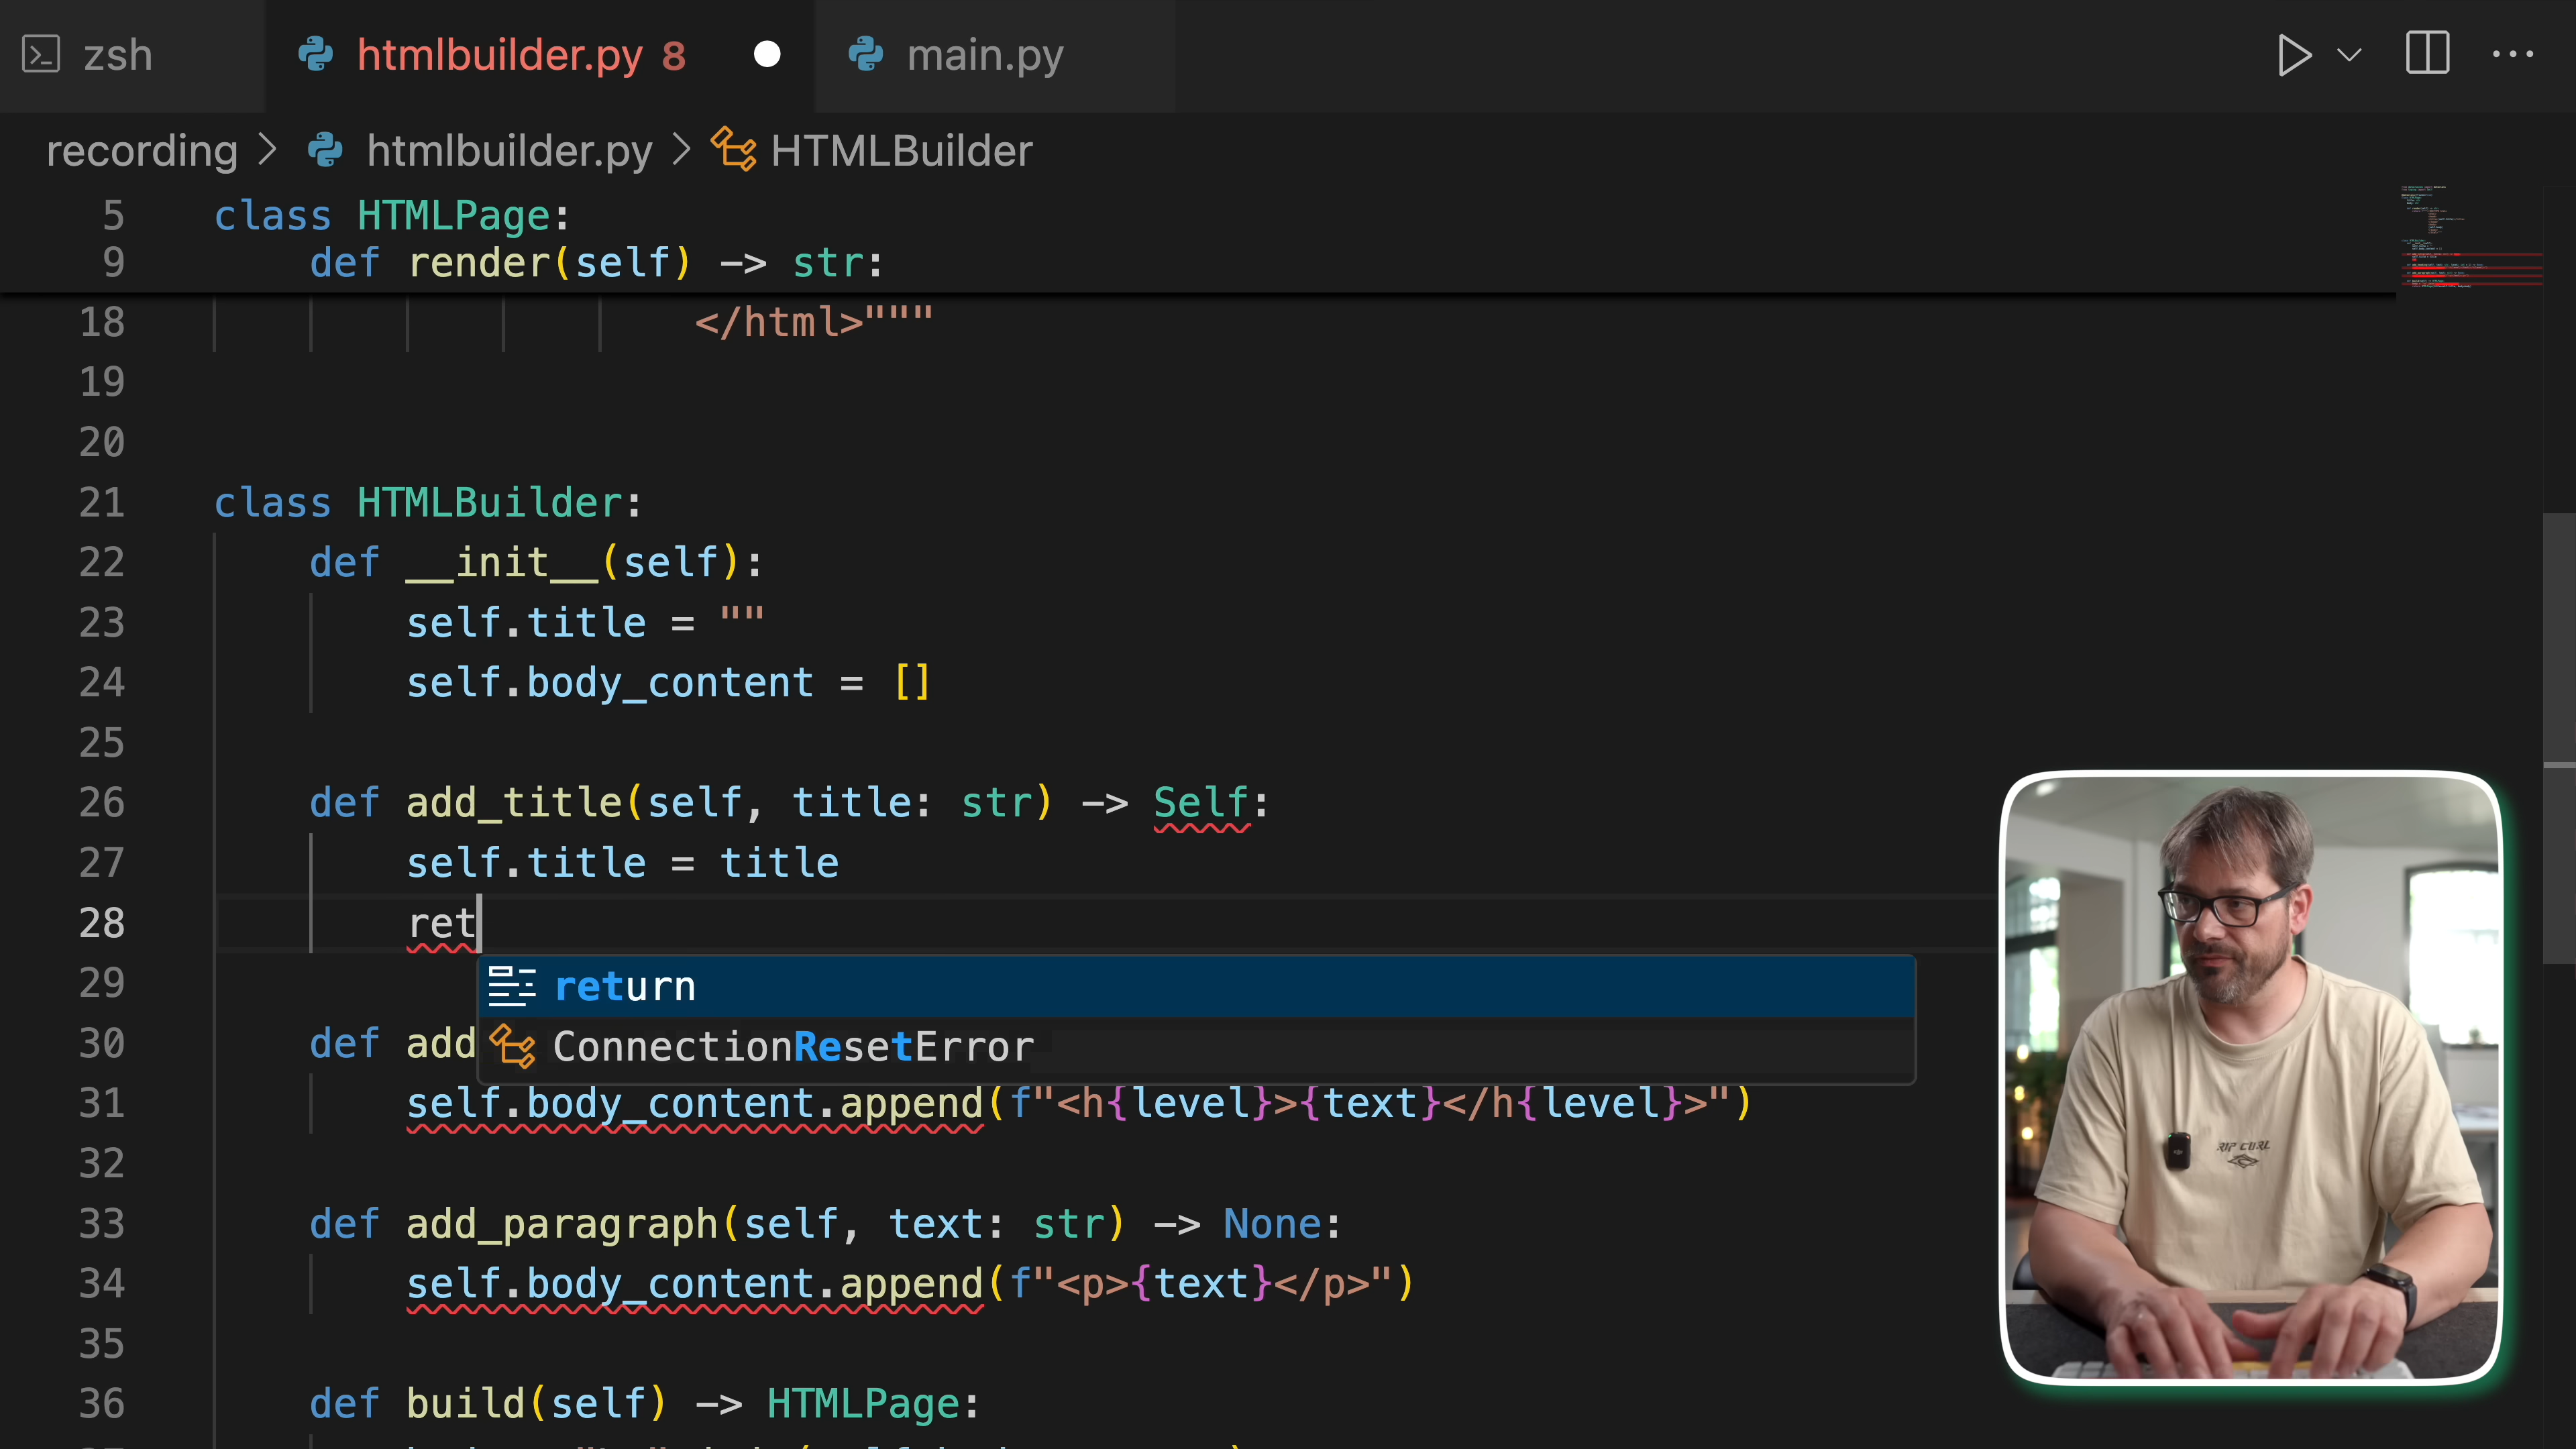 zsh
htmlbuilder.py 8
main.py
recording > htmlbuilder.py > HTMLBuilder
5 class HTMLPage:
9 def render(self) -> str:
18 </html>"""
19
20
21 class HTMLBuilder:
22 def __init__(self):
23 self.title = ""
24 self.body_content = []
25
26 def add_title(self, title: str) -> Self:
27 self.title = title
28 ret
29 return
30 def add ConnectionResetError
31 self.body_content.append(f"<h{level}>{text}</h{level}>")
32
33 def add_paragraph(self, text: str) -> None:
34 self.body_content.append(f"<p>{text}</p>")
35
36 def build(self) -> HTMLPage:
RIP CURL